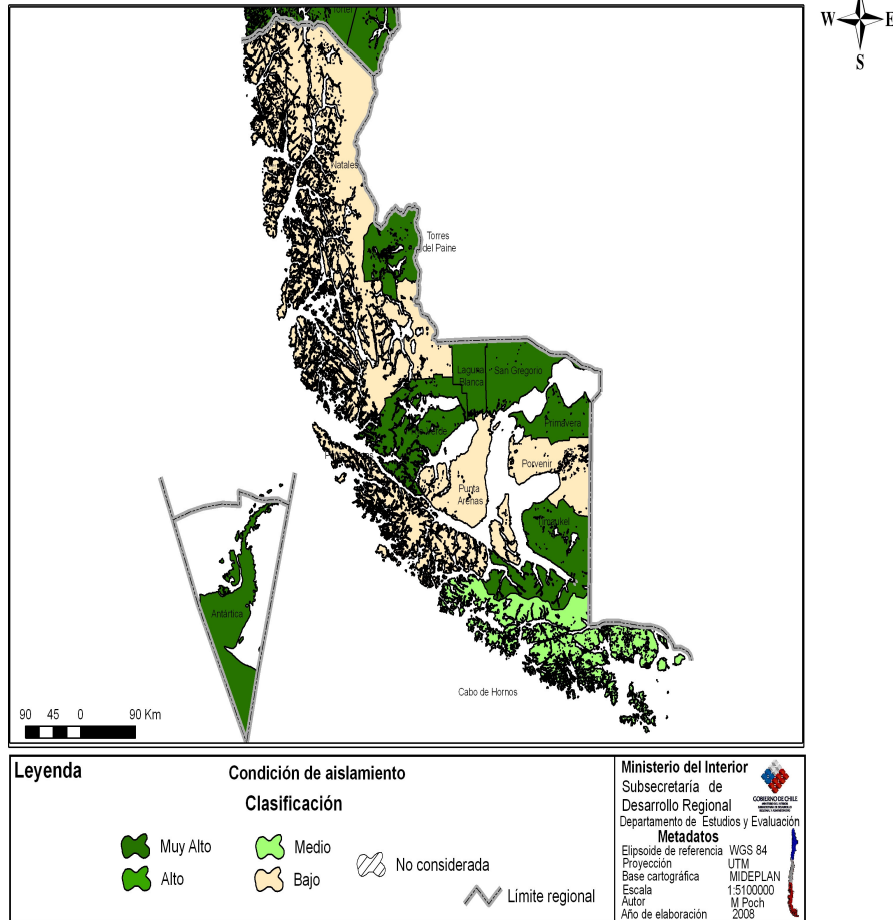 W E
S
Natales
Torres
del Paine
Laguna
Blanca
San Gregorio
Primavera
Porvenir
Punta
Arenas
Timaukel
Antártica
Cabo de Hornos
90 45 0 90 Km
Leyenda
Condición de aislamiento
Clasificación
Muy Alto
Alto
Medio
Bajo
No considerada
Limite regional
Ministerio del Interior
Subsecretaría de
Desarrollo Regional
Departamento de Estudios y Evaluación
GOBIERNO DE CHILE
Metadatos
Elipsoide de referencia WGS 84
Proyección UTM
Base cartográfica MIDEPLAN
Escala 1:5100000
Autor M Poch
Año de elaboración 2008